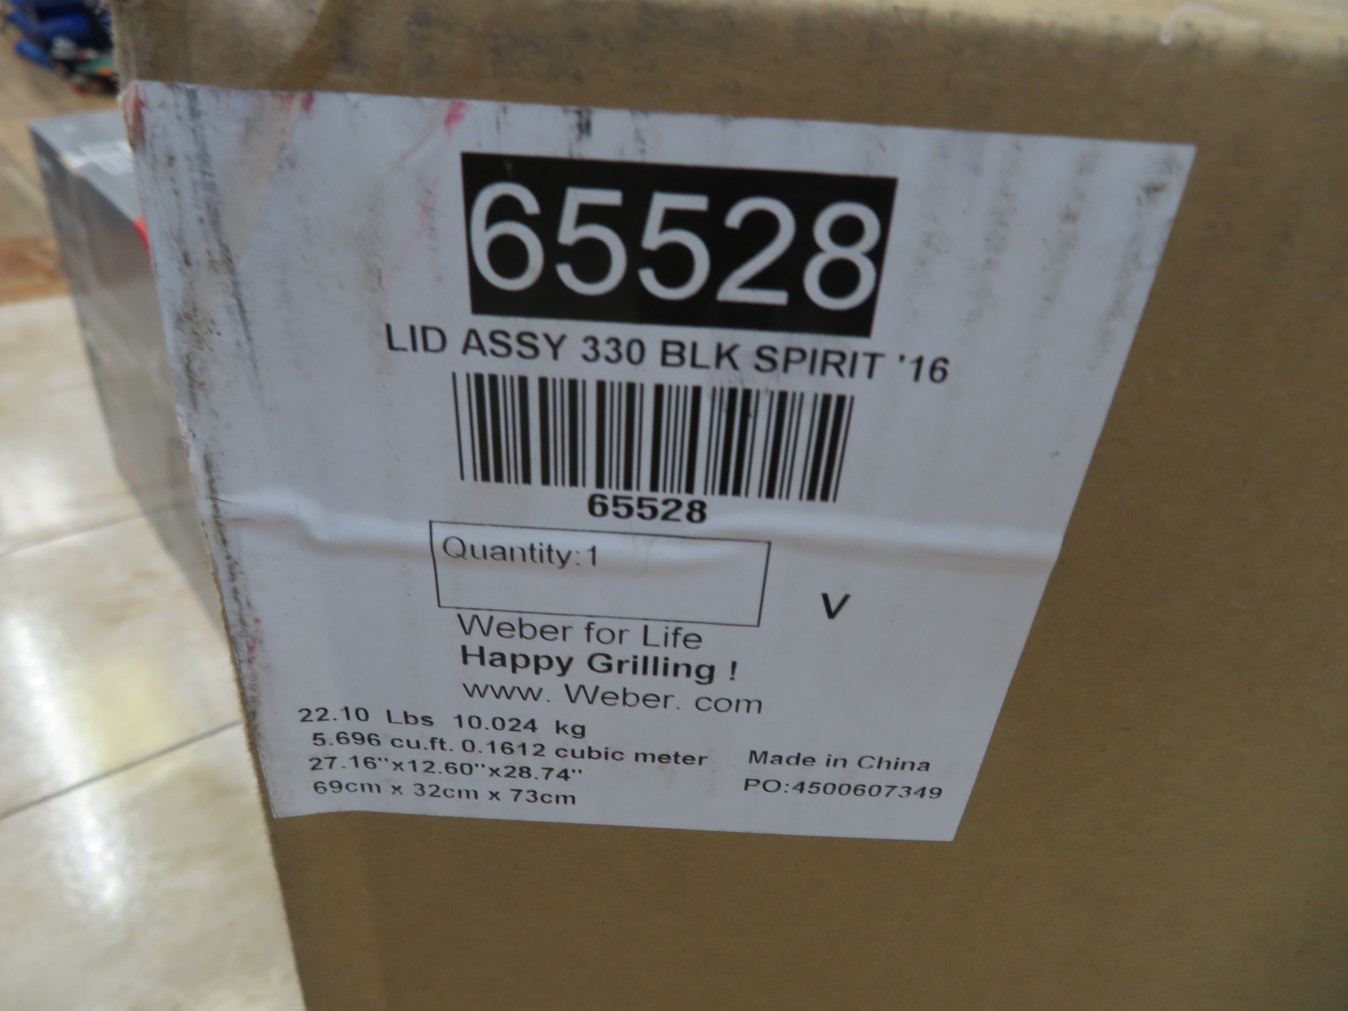 65528
LID ASSY 330 BLK SPIRIT '16
65528
Quantity:1
V
Weber for Life
Happy Grilling !
www. Weber. com
22.10 Lbs 10.024 kg
5.696 cu.ft. 0.1612 cubic meter
27.16''x12.60''x28.74''
69cm x 32cm x 73cm
Made in China
PO:4500607349